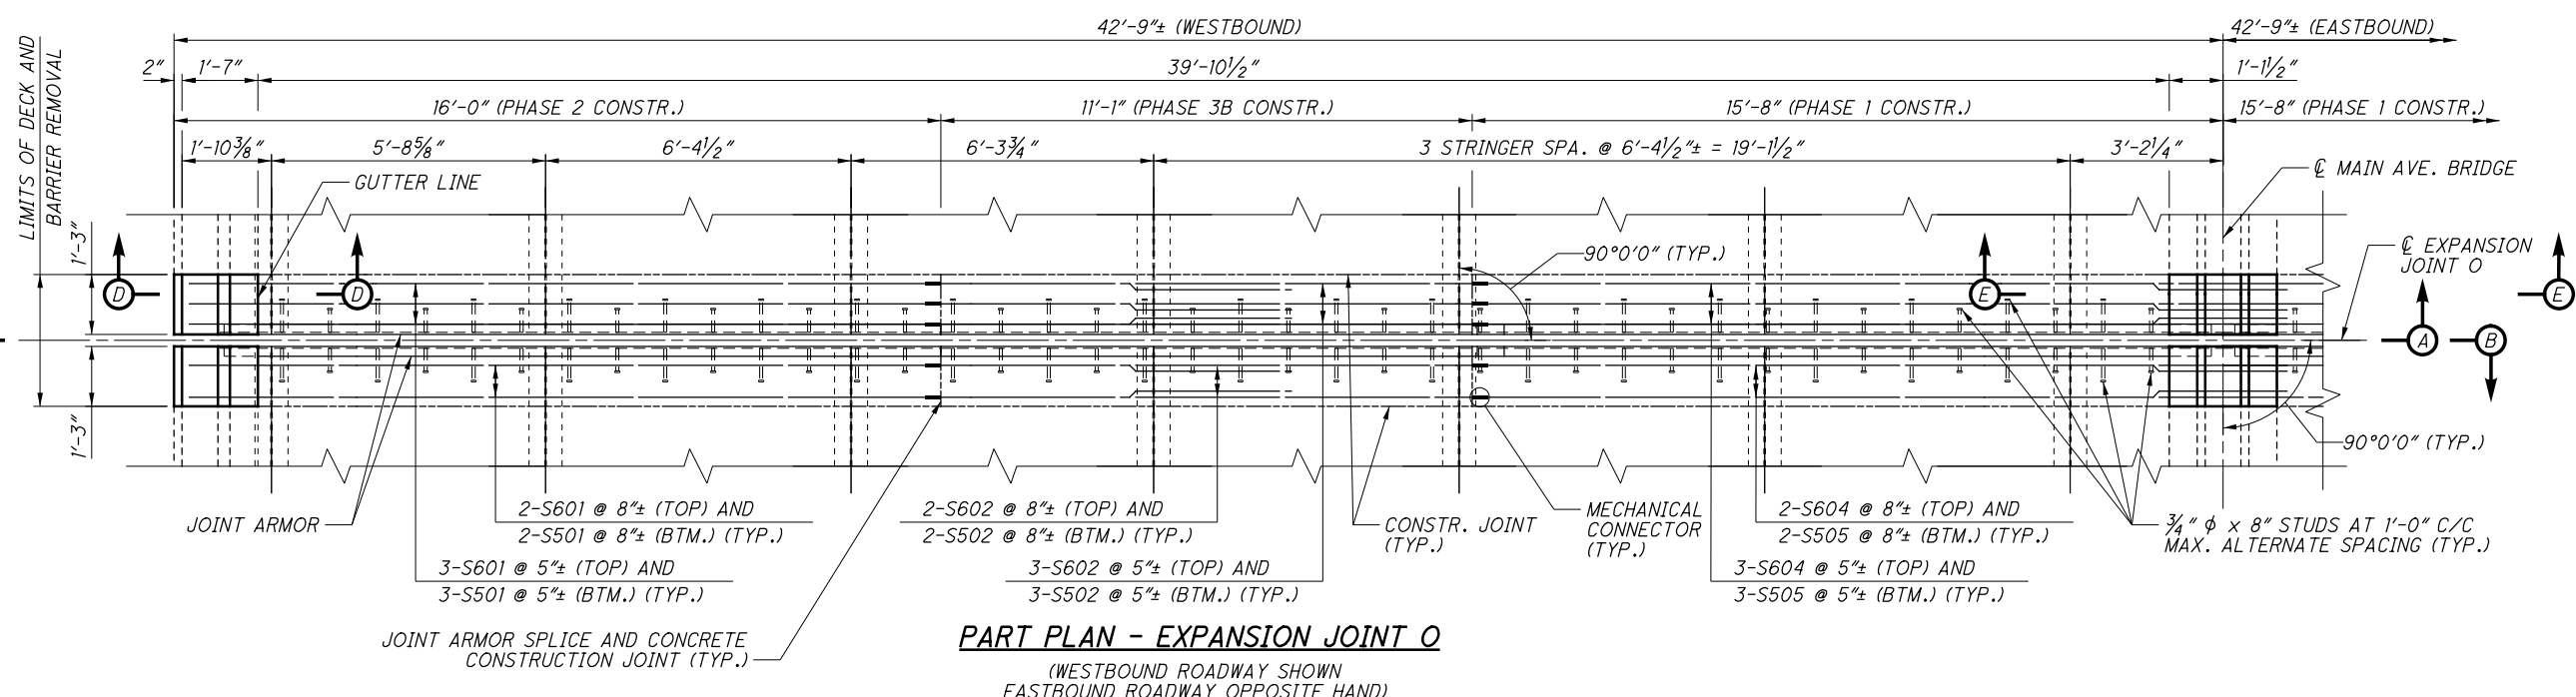 42'-9"± (WESTBOUND)
42'-9"± (EASTBOUND)
2"
1'-7"
39'-10½"
1'-1½"
16'-0" (PHASE 2 CONSTR.)
11'-1" (PHASE 3B CONSTR.)
15'-8" (PHASE 1 CONSTR.)
15'-8" (PHASE 1 CONSTR.)
1'-10⅜"
5'-8⅝"
6'-4½"
6'-3¾"
3 STRINGER SPA. @ 6'-4½"± = 19'-1½"
3'-2¼"
LIMITS OF DECK AND
BARRIER REMOVAL
GUTTER LINE
℄ MAIN AVE. BRIDGE
1'-3"
90°0'0" (TYP.)
℄ EXPANSION
JOINT O
D
D
E
E
A
B
1'-3"
90°0'0" (TYP.)
JOINT ARMOR
2-S601 @ 8"± (TOP) AND
2-S501 @ 8"± (BTM.) (TYP.)
2-S602 @ 8"± (TOP) AND
2-S502 @ 8"± (BTM.) (TYP.)
CONSTR. JOINT
(TYP.)
MECHANICAL
CONNECTOR
(TYP.)
2-S604 @ 8"± (TOP) AND
2-S505 @ 8"± (BTM.) (TYP.)
¾" ϕ x 8" STUDS AT 1'-0" C/C
MAX. ALTERNATE SPACING (TYP.)
3-S601 @ 5"± (TOP) AND
3-S501 @ 5"± (BTM.) (TYP.)
3-S602 @ 5"± (TOP) AND
3-S502 @ 5"± (BTM.) (TYP.)
3-S604 @ 5"± (TOP) AND
3-S505 @ 5"± (BTM.) (TYP.)
JOINT ARMOR SPLICE AND CONCRETE
CONSTRUCTION JOINT (TYP.)
PART PLAN - EXPANSION JOINT O
(WESTBOUND ROADWAY SHOWN
EASTBOUND ROADWAY OPPOSITE HAND)